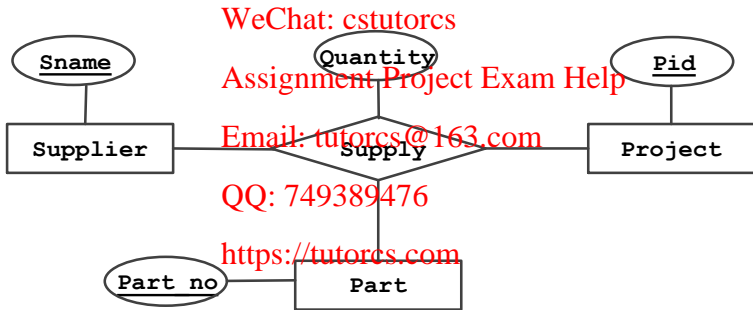 WeChat: cstutorcs
Sname
Quantity
Pid
Assignment Project Exam Help
Supplier
Email: tutorcs@163.com
Supply
Project
QQ: 749389476
https://tutorcs.com
Part no
Part